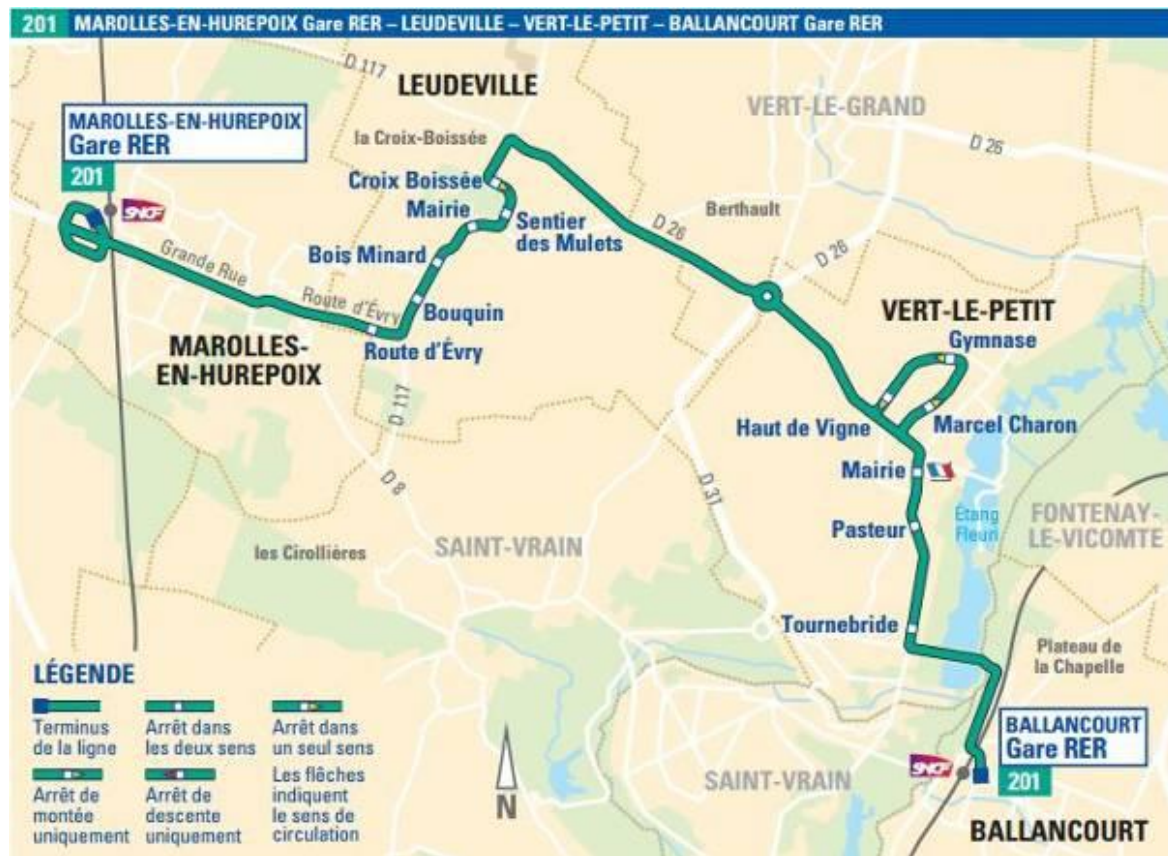 201 MAROLLES-EN-HUREPOIX Gare RER – LEUDEVILLE – VERT-LE-PETIT – BALLANCOURT Gare RER
D 117
LEUDEVILLE
VERT-LE-GRAND
MAROLLES-EN-HUREPOIX
Gare RER
201
SNCF
la Croix-Boissée
D 26
Croix Boissée
Mairie
Sentier
des Mulets
Berthault
Bois Minard
D 26
D 26
Grande Rue
Route d'Évry
Bouquin
Route d'Évry
VERT-LE-PETIT
Gymnase
MAROLLES-
EN-HUREPOIX
D 117
Haut de Vigne
Marcel Charon
Mairie
D 8
D 31
Pasteur
Étang
Fleuri
FONTENAY-
LE-VICOMTE
les Cirollières
SAINT-VRAIN
Tournebride
Plateau de
la Chapelle
LÉGENDE
Terminus
de la ligne
Arrêt dans
les deux sens
Arrêt dans
un seul sens
Arrêt de
montée
uniquement
Arrêt de
descente
uniquement
Les flêches
indiquent
le sens de
circulation
N
SAINT-VRAIN
SNCF
BALLANCOURT
Gare RER
201
BALLANCOURT